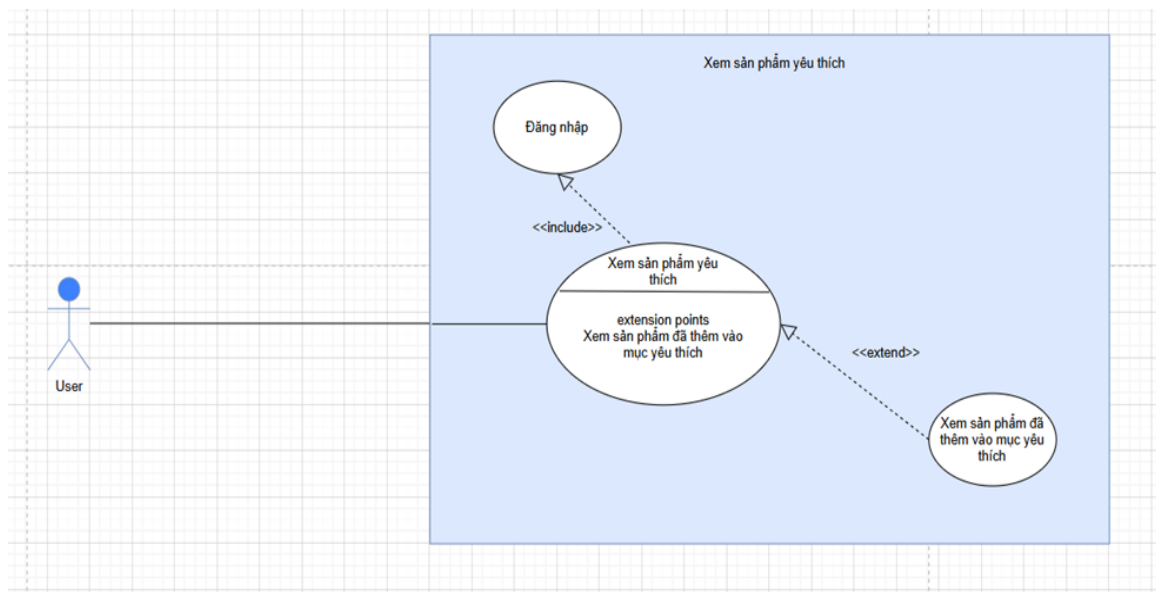 Xem sản phẩm yêu thích
Đăng nhập
<<include>>
Xem sản phẩm yêu
thích
extension points
Xem sản phẩm đã thêm vào
mục yêu thích
<<extend>>
User
Xem sản phẩm đã
thêm vào mục yêu
thích